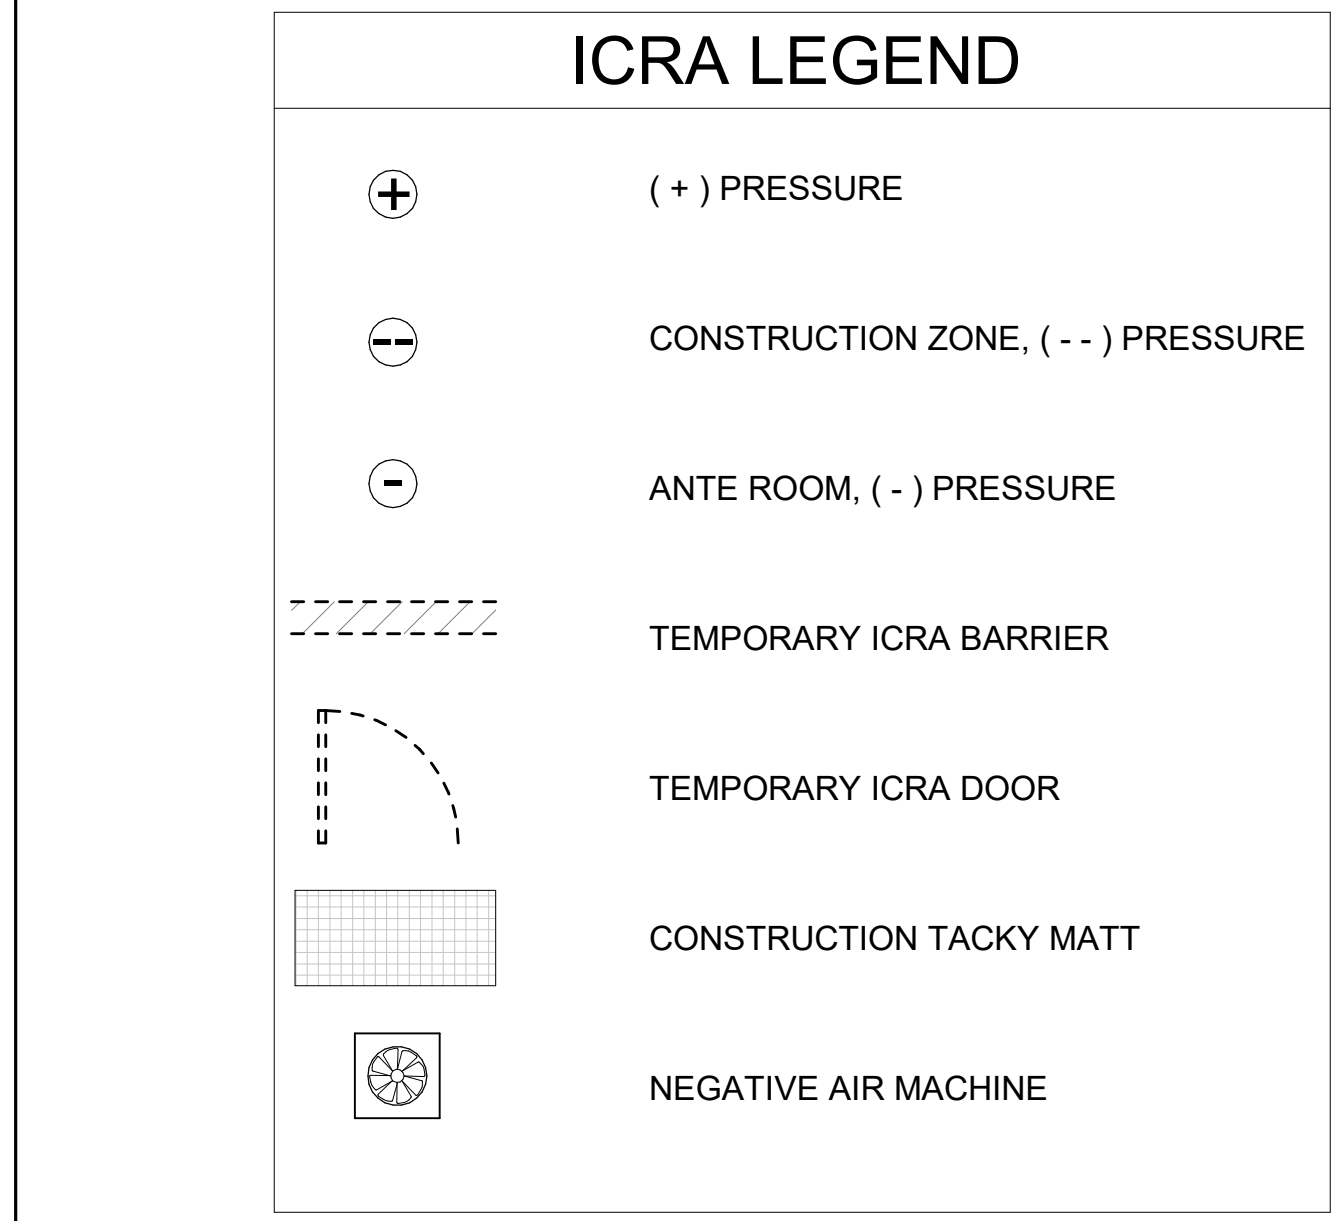 ICRA LEGEND
( + ) PRESSURE
CONSTRUCTION ZONE, ( - - ) PRESSURE
ANTE ROOM, ( - ) PRESSURE
TEMPORARY ICRA BARRIER
TEMPORARY ICRA DOOR
CONSTRUCTION TACKY MATT
NEGATIVE AIR MACHINE